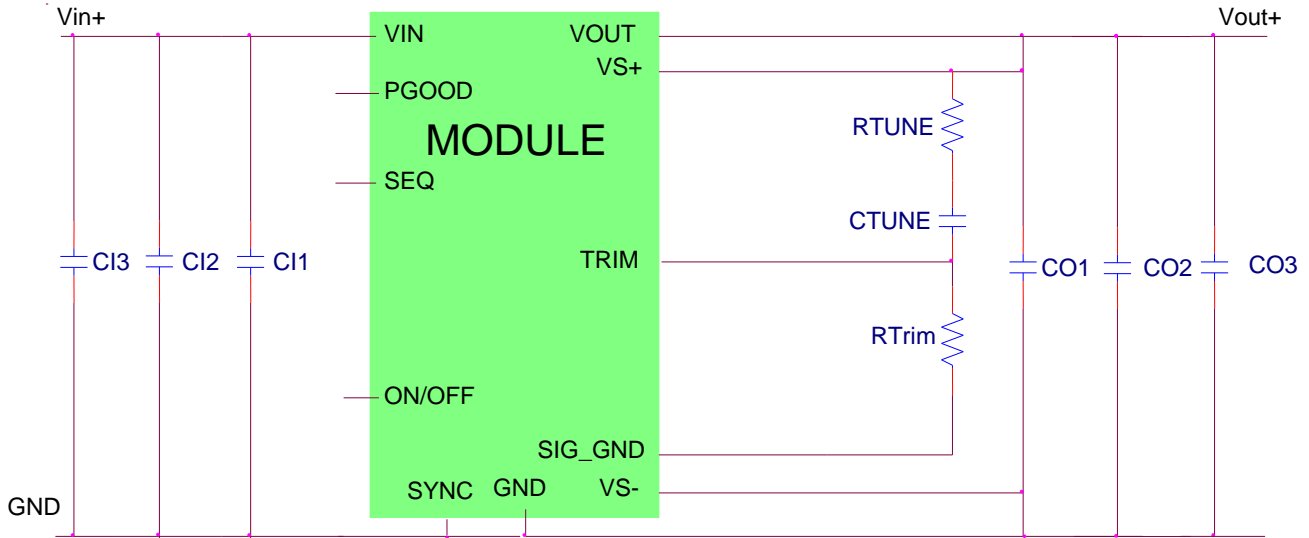 Vin+
Vout+
VIN
VOUT
VS+
PGOOD
MODULE
RTUNE
SEQ
CTUNE
CI3
CI2
CI1
TRIM
CO1
CO2
CO3
RTrim
ON/OFF
SIG_GND
SYNC
GND
VS-
GND